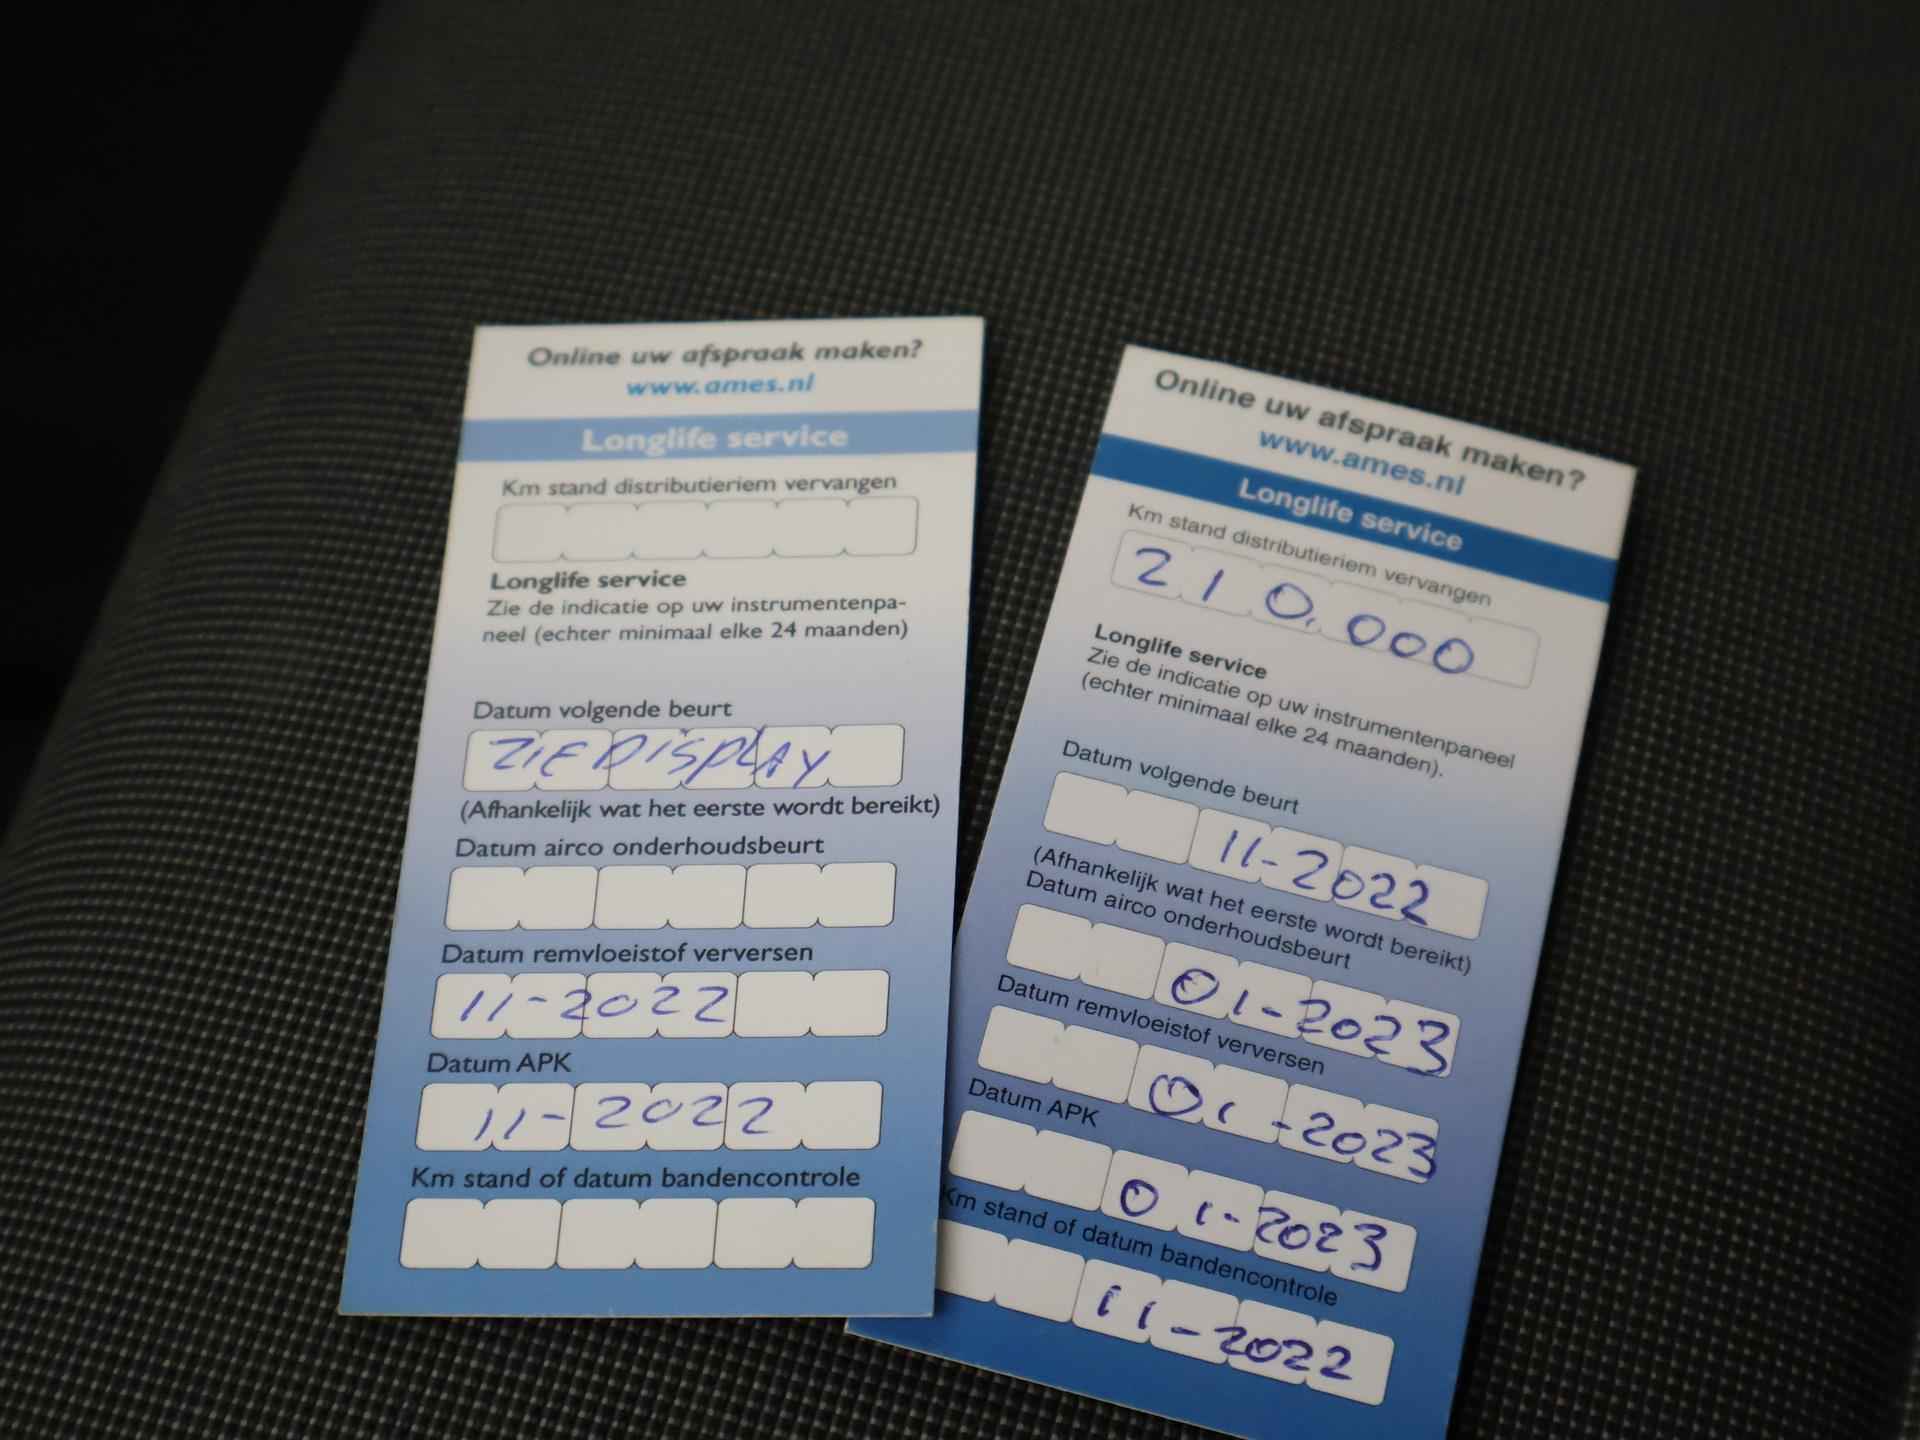 Online uw afspraak maken?
www.ames.nl
Longlife service
Km stand distributieriem vervangen
Longlife service
Zie de indicatie op uw instrumentenpa-
neel (echter minimaal elke 24 maanden)
Datum volgende beurt
ZIE DISPLAY
(Afhankelijk wat het eerste wordt bereikt)
Datum airco onderhoudsbeurt
Datum remvloeistof verversen
11-2022
Datum APK
11-2022
Km stand of datum bandencontrole
Online uw afspraak maken?
www.ames.nl
Longlife service
Km stand distributieriem vervangen
210.000
Longlife service
Zie de indicatie op uw instrumentenpaneel
(echter minimaal elke 24 maanden).
Datum volgende beurt
11-2022
(Afhankelijk wat het eerste wordt bereikt)
Datum airco onderhoudsbeurt
01-2023
Datum remvloeistof verversen
01-2023
Datum APK
01-2023
Km stand of datum bandencontrole
11-2022